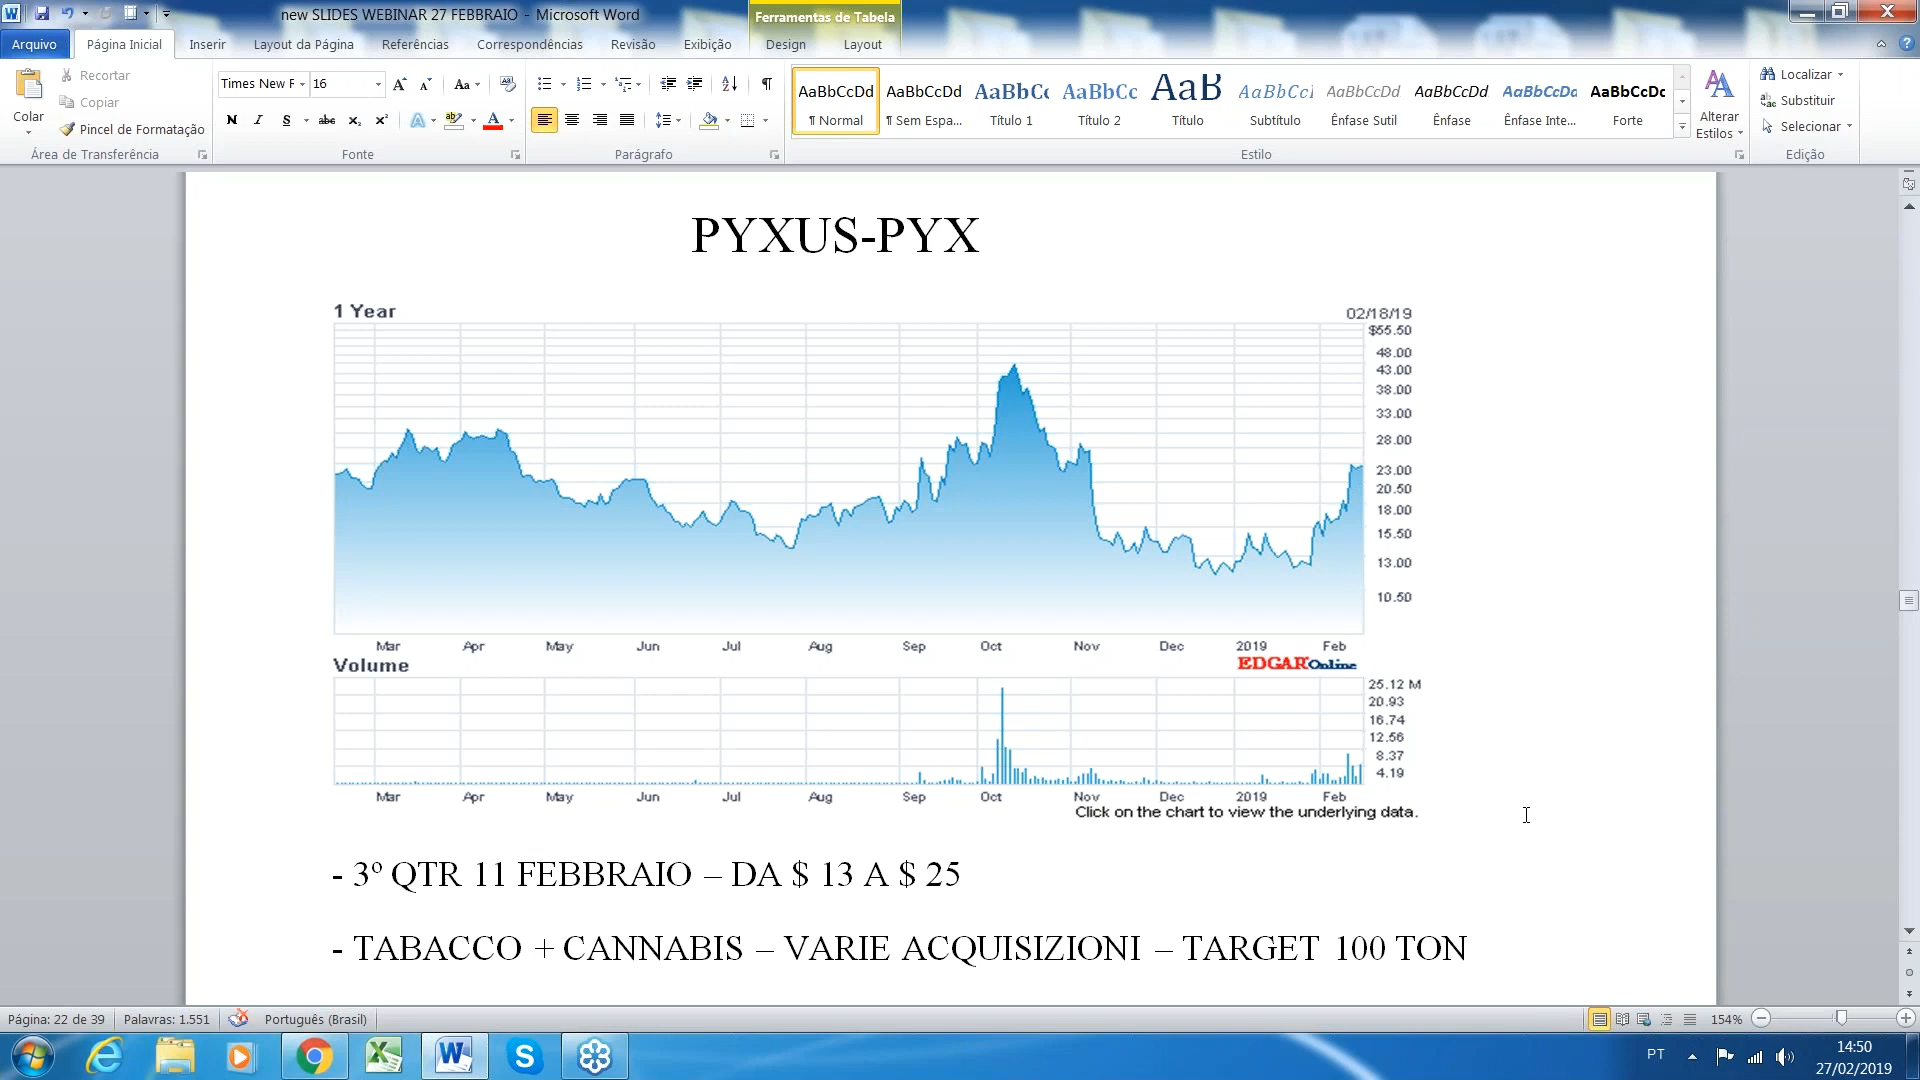 new SLIDES WEBINAR 27 FEBBRAIO - Microsoft Word
Ferramentas de Tabela
Arquivo Página Inicial Inserir Layout da Página Referências Correspondências Revisão Exibição Design Layout
Colar
Recortar
Copiar
Pincel de Formatação
Área de Transferência
Times New F 16
Fonte
Parágrafo
AaBbCcDd AaBbCcDd AaBbCc AaBbCc AaB AaBbCcI AaBbCcDd AaBbCcDd AaBbCcDd AaBbCcDc
¶ Normal ¶ Sem Espa... Título 1 Título 2 Título Subtítulo Ênfase Sutil Ênfase Ênfase Inte... Forte
Estilo
Alterar
Estilos
Localizar
Substituir
Selecionar
Edição
PYXUS-PYX
1 Year 02/18/19
$55.50
48.00
43.00
38.00
33.00
28.00
23.00
20.50
18.00
15.50
13.00
10.50
Mar Apr May Jun Jul Aug Sep Oct Nov Dec 2019 Feb
Volume EDGAR Online
25.12 M
20.93
16.74
12.56
8.37
4.19
Mar Apr May Jun Jul Aug Sep Oct Nov Dec 2019 Feb
Click on the chart to view the underlying data.
- 3º QTR 11 FEBBRAIO – DA $ 13 A $ 25
- TABACCO + CANNABIS – VARIE ACQUISIZIONI – TARGET 100 TON
Página: 22 de 39 Palavras: 1.551 Português (Brasil) 154%
PT 14:50
27/02/2019